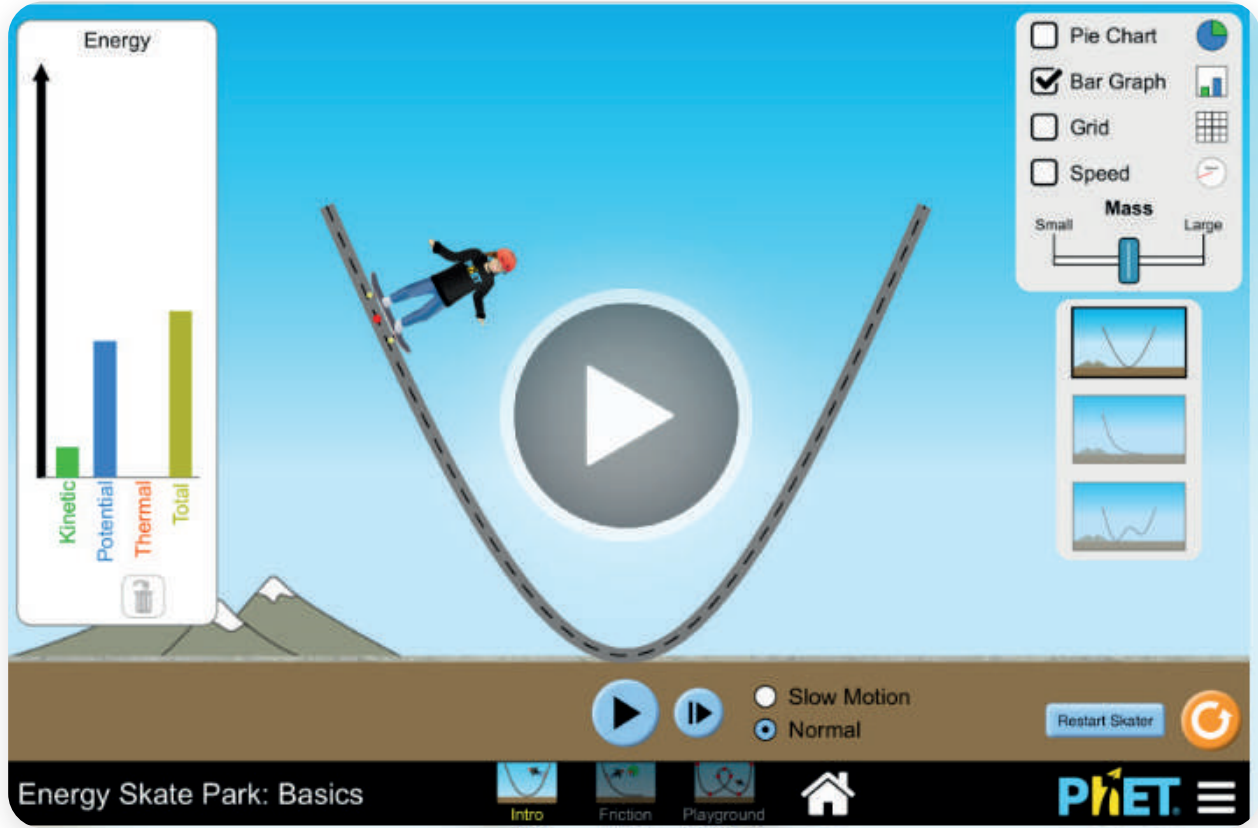 Energy
Kinetic
Potential
Thermal
Total
Pie Chart
Bar Graph
Grid
Speed
Mass
Small
Large
PhET
Slow Motion
Normal
Restart Skater
Energy Skate Park: Basics
Intro
Friction
Playground
PhET